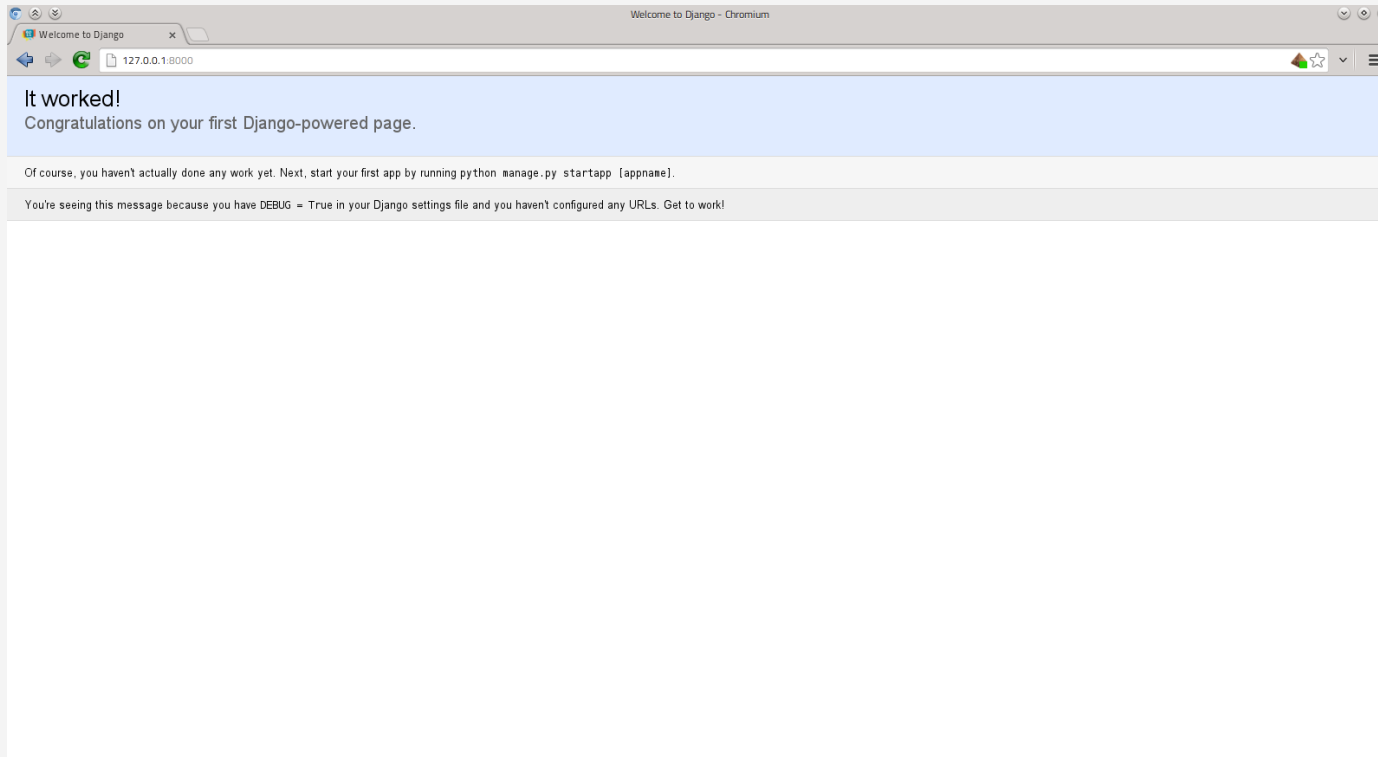 Welcome to Django - Chromium
Welcome to Django
127.0.0.1:8000
It worked!
Congratulations on your first Django-powered page.
Of course, you haven't actually done any work yet. Next, start your first app by running python manage.py startapp [appname].
You're seeing this message because you have DEBUG = True in your Django settings file and you haven't configured any URLs. Get to work!